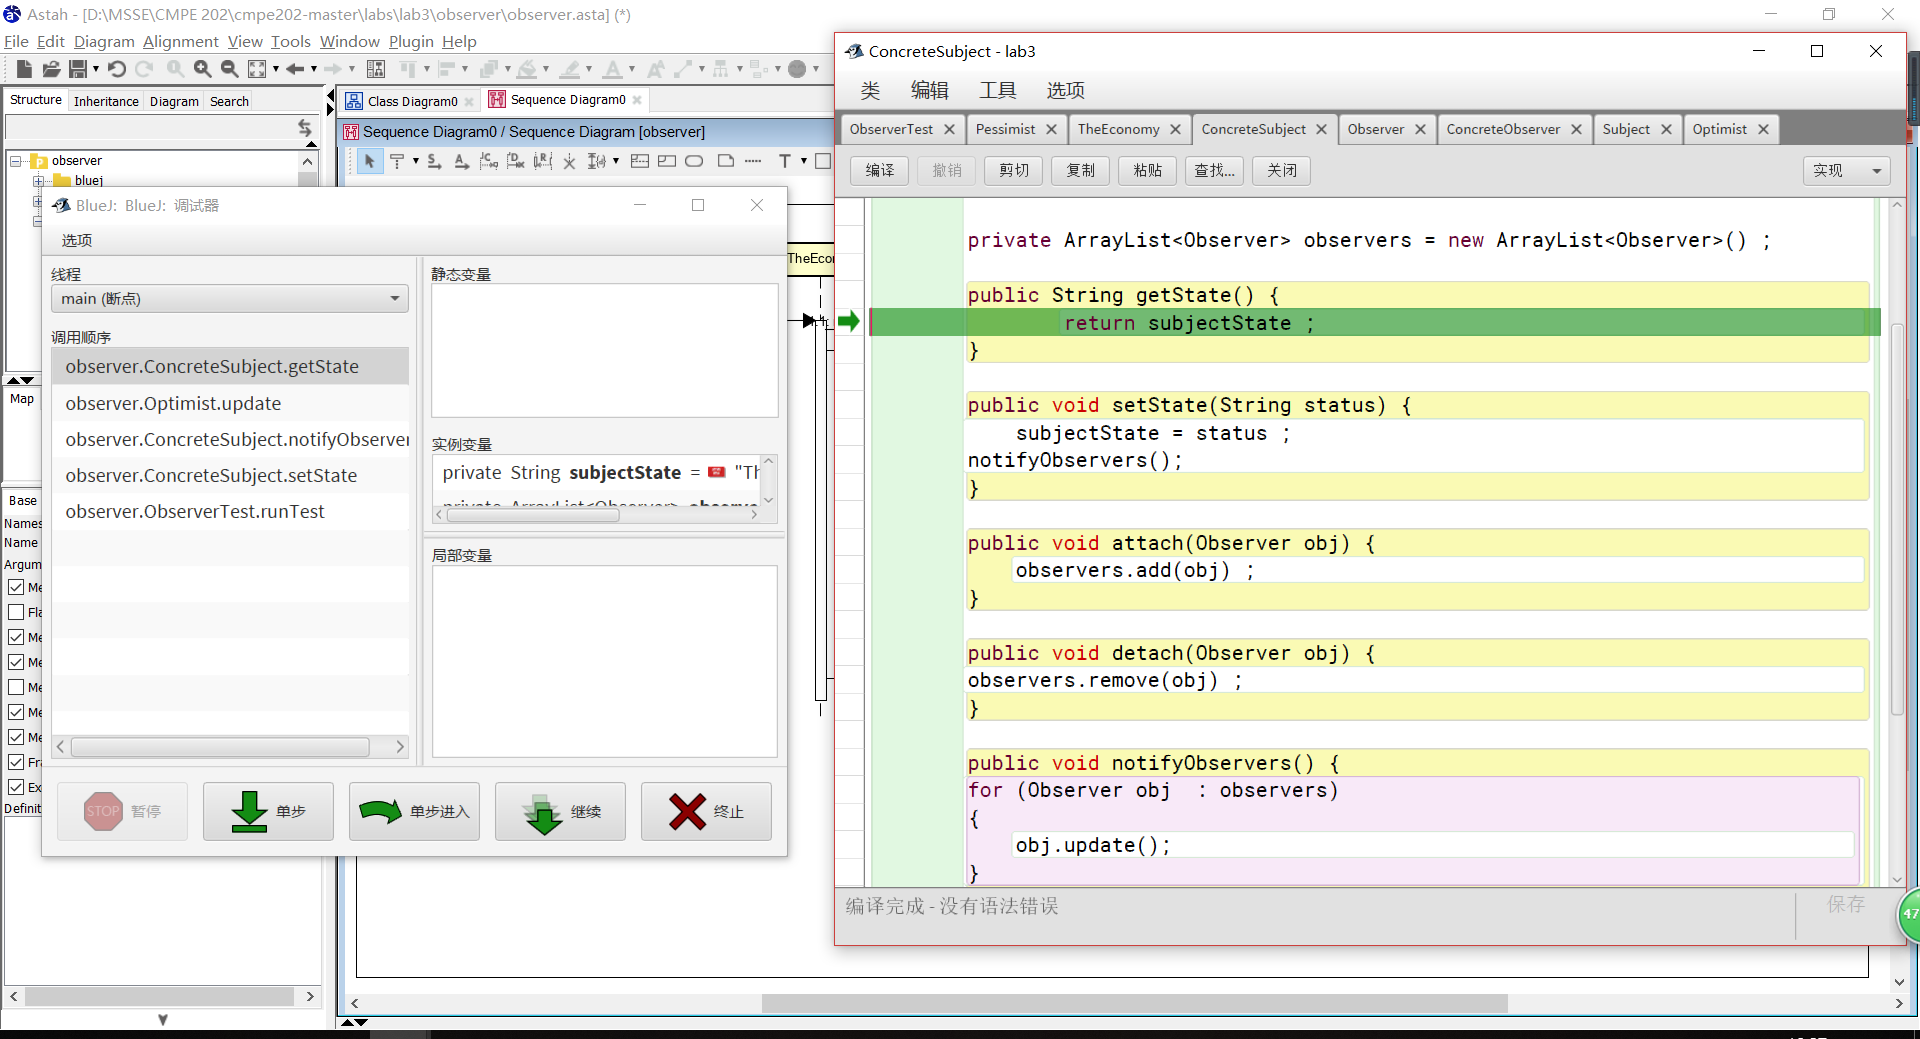 Astah - [D:\MSSE\CMPE 202\cmpe202-master\labs\lab3\observer\observer.asta] (*)
File Edit Diagram Alignment View Tools Window Plugin Help
Structure Inheritance Diagram Search
observer
bluej
Map
Base
Names
Name
Argum
Me
Fla
Me
Me
Me
Me
Me
Fra
Ex
Definit
Class Diagram0 Sequence Diagram0
Sequence Diagram0 / Sequence Diagram [observer]
TheEcon
BlueJ: BlueJ: 调试器
选项
线程
main (断点)
调用顺序
observer.ConcreteSubject.getState
observer.Optimist.update
observer.ConcreteSubject.notifyObserver
observer.ConcreteSubject.setState
observer.ObserverTest.runTest
静态变量
实例变量
private String subjectState = "Th
private ArrayList<Observer> observe
局部变量
STOP 暂停 单步 单步进入 继续 终止
ConcreteSubject - lab3
类 编辑 工具 选项
ObserverTest Pessimist TheEconomy ConcreteSubject Observer ConcreteObserver Subject Optimist
编译 撤销 剪切 复制 粘贴 查找... 关闭 实现
private ArrayList<Observer> observers = new ArrayList<Observer>() ;
public String getState() {
return subjectState ;
}
public void setState(String status) {
subjectState = status ;
notifyObservers();
}
public void attach(Observer obj) {
observers.add(obj) ;
}
public void detach(Observer obj) {
observers.remove(obj) ;
}
public void notifyObservers() {
for (Observer obj : observers)
{
obj.update();
}
编译完成 - 没有语法错误
保存
47